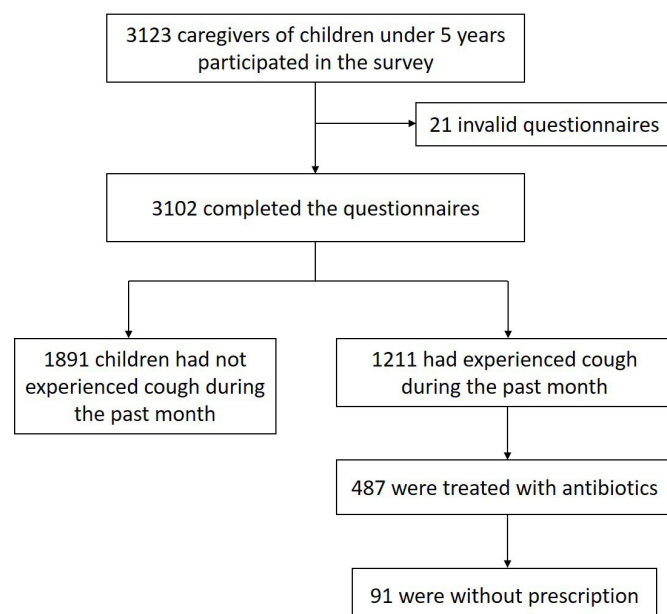 3123 caregivers of children under 5 years
participated in the survey
21 invalid questionnaires
3102 completed the questionnaires
1891 children had not
experienced cough during
the past month
1211 had experienced cough
during the past month
487 were treated with antibiotics
91 were without prescription